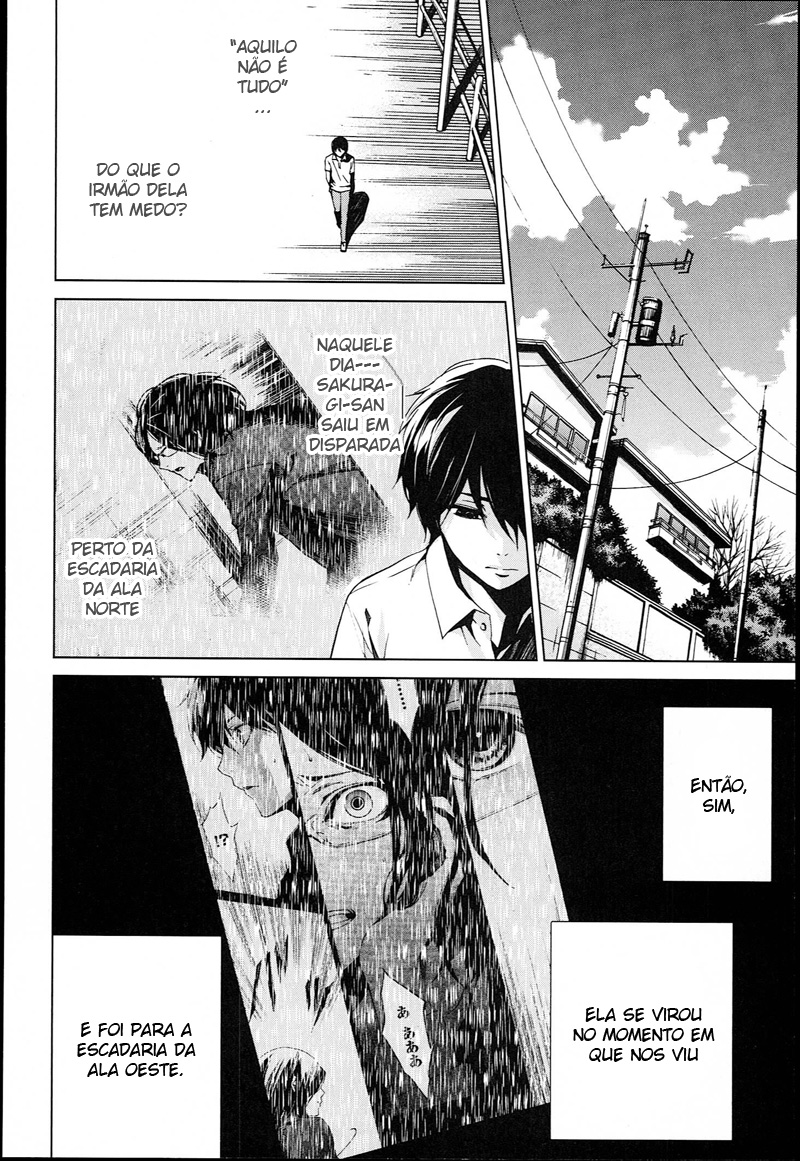 "AQUILO
NÃO É
TUDO"
...
DO QUE O
IRMÃO DELA
TEM MEDO?
NAQUELE
DIA---
SAKURA-
GI-SAN
SAIU EM
DISPARADA
PERTO DA
ESCADARIA
DA ALA
NORTE
ENTÃO,
SIM,
ELA SE VIROU
NO MOMENTO EM
QUE NOS VIU
!?
あ
あああ
E FOI PARA A
ESCADARIA DA
ALA OESTE.